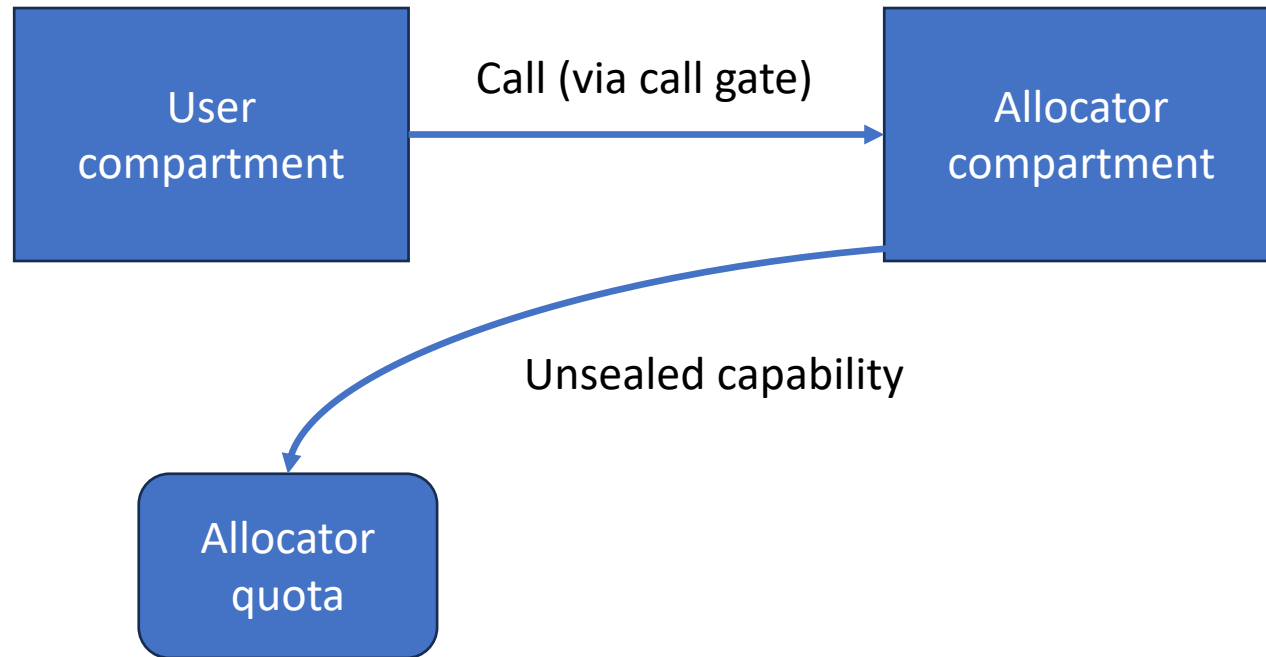 User
compartment
Call (via call gate)
Allocator
compartment
Unsealed capability
Allocator
quota